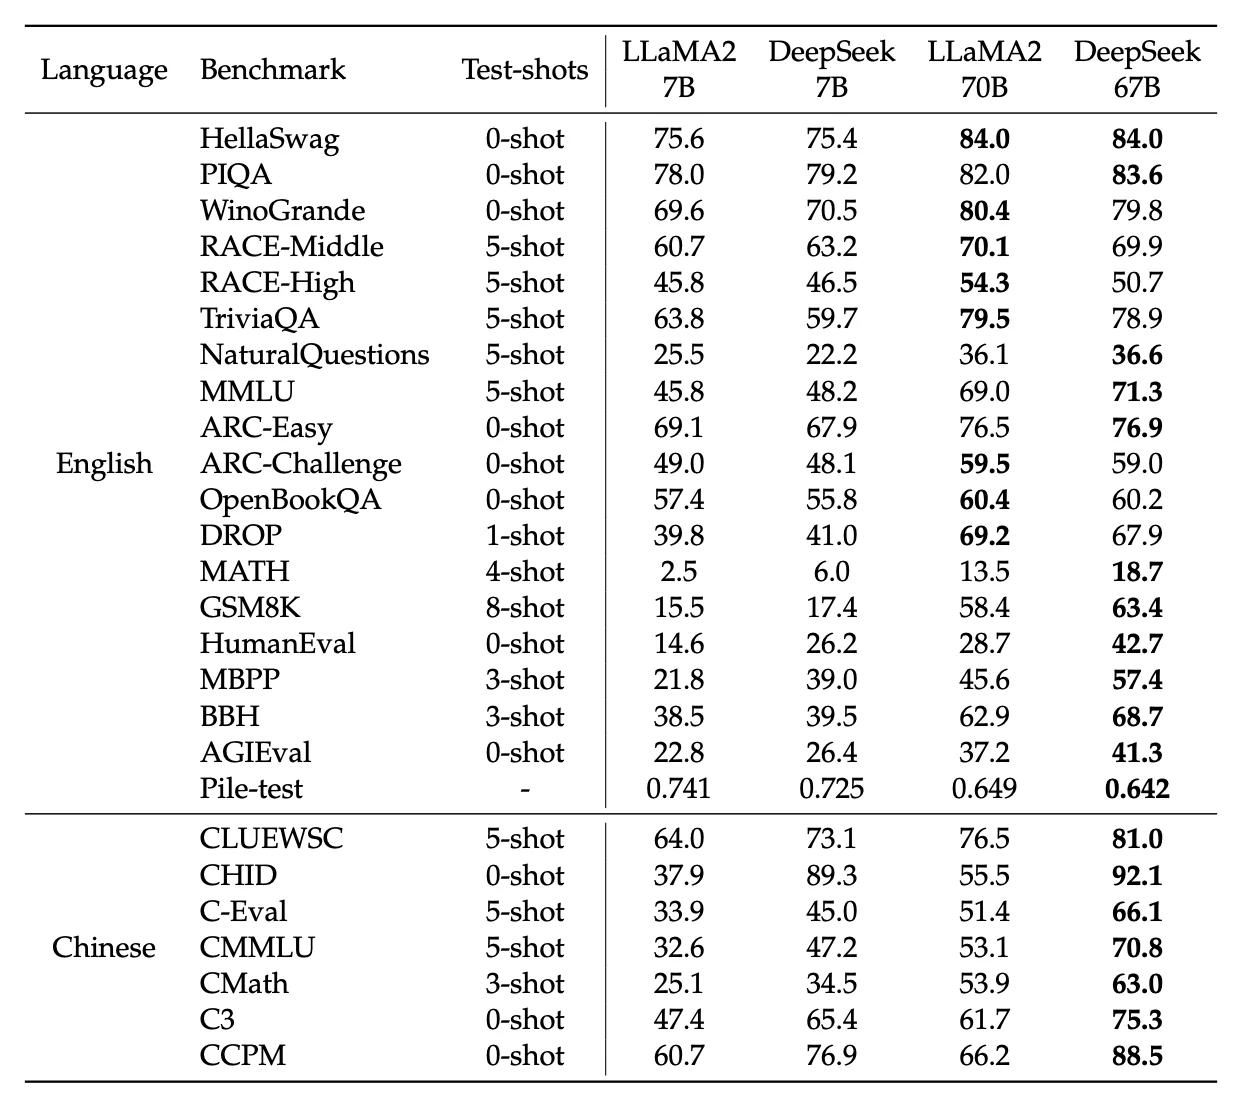 Language Benchmark Test-shots LLaMA2 7B DeepSeek 7B LLaMA2 70B DeepSeek 67B
English
HellaSwag 0-shot 75.6 75.4 84.0 84.0
PIQA 0-shot 78.0 79.2 82.0 83.6
WinoGrande 0-shot 69.6 70.5 80.4 79.8
RACE-Middle 5-shot 60.7 63.2 70.1 69.9
RACE-High 5-shot 45.8 46.5 54.3 50.7
TriviaQA 5-shot 63.8 59.7 79.5 78.9
NaturalQuestions 5-shot 25.5 22.2 36.1 36.6
MMLU 5-shot 45.8 48.2 69.0 71.3
ARC-Easy 0-shot 69.1 67.9 76.5 76.9
ARC-Challenge 0-shot 49.0 48.1 59.5 59.0
OpenBookQA 0-shot 57.4 55.8 60.4 60.2
DROP 1-shot 39.8 41.0 69.2 67.9
MATH 4-shot 2.5 6.0 13.5 18.7
GSM8K 8-shot 15.5 17.4 58.4 63.4
HumanEval 0-shot 14.6 26.2 28.7 42.7
MBPP 3-shot 21.8 39.0 45.6 57.4
BBH 3-shot 38.5 39.5 62.9 68.7
AGIEval 0-shot 22.8 26.4 37.2 41.3
Pile-test - 0.741 0.725 0.649 0.642
Chinese
CLUEWSC 5-shot 64.0 73.1 76.5 81.0
CHID 0-shot 37.9 89.3 55.5 92.1
C-Eval 5-shot 33.9 45.0 51.4 66.1
CMMLU 5-shot 32.6 47.2 53.1 70.8
CMath 3-shot 25.1 34.5 53.9 63.0
C3 0-shot 47.4 65.4 61.7 75.3
CCPM 0-shot 60.7 76.9 66.2 88.5